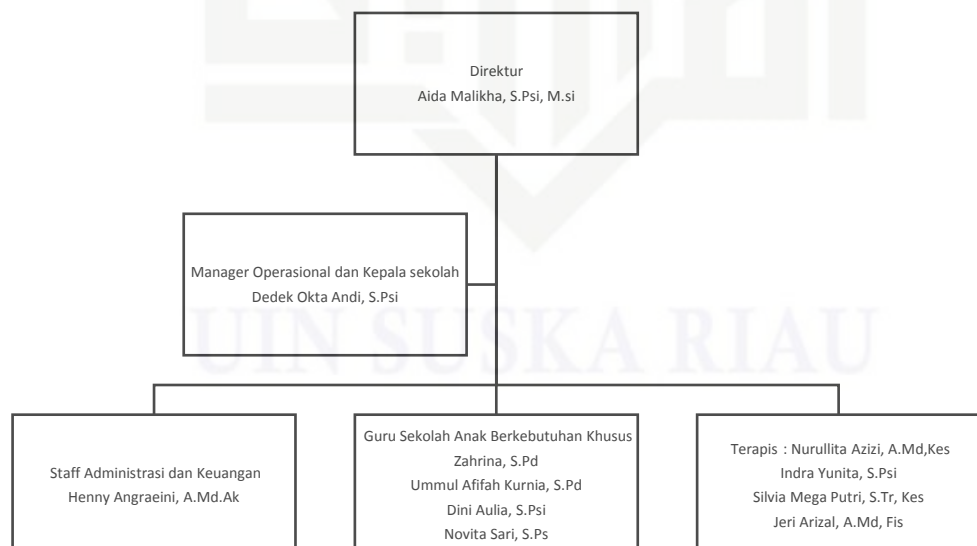 Direktur
Aida Malikha, S.Psi, M.si
Manager Operasional dan Kepala sekolah
Dedek Okta Andi, S.Psi
UIN SUSKA RIAU
Staff Administrasi dan Keuangan
Henny Angraeini, A.Md.Ak
Guru Sekolah Anak Berkebutuhan Khusus
Zahrina, S.Pd
Ummul Afifah Kurnia, S.Pd
Dini Aulia, S.Psi
Novita Sari, S.Ps
Terapis : Nurullita Azizi, A.Md,Kes
Indra Yunita, S.Psi
Silvia Mega Putri, S.Tr, Kes
Jeri Arizal, A.Md, Fis